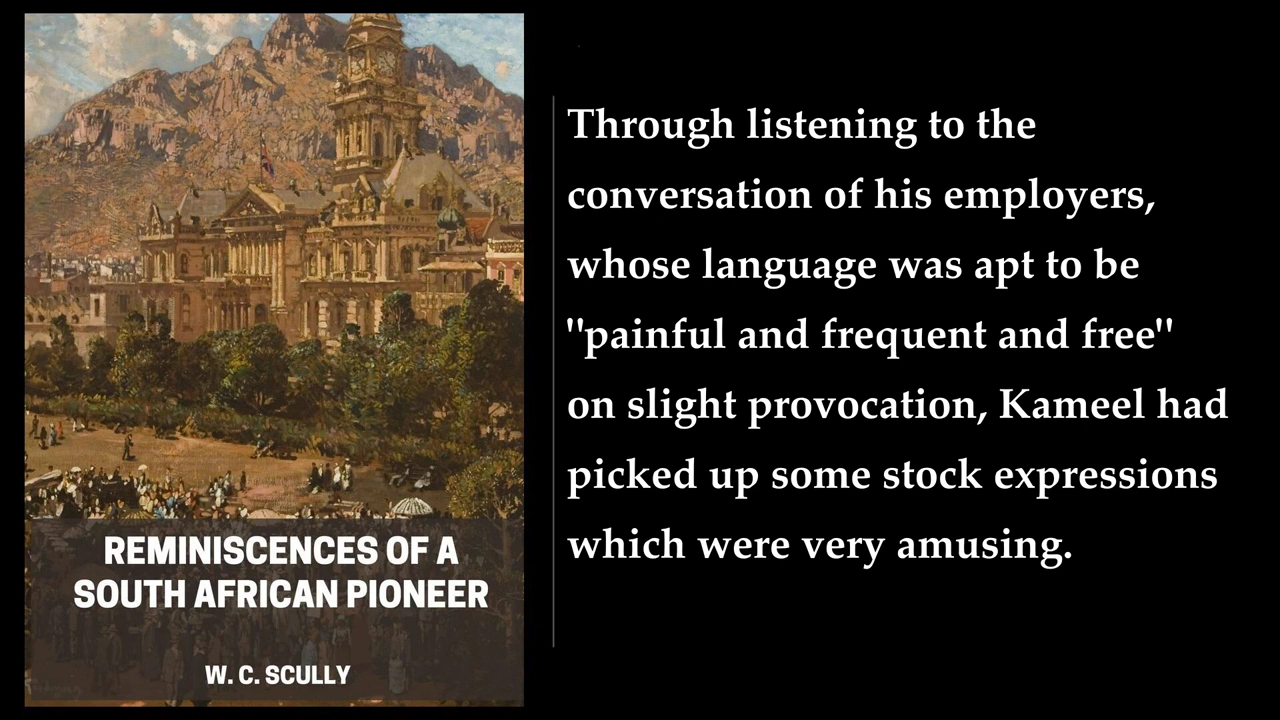 REMINISCENCES OF A
SOUTH AFRICAN PIONEER
W. C. SCULLY
Through listening to the
conversation of his employers,
whose language was apt to be
"painful and frequent and free"
on slight provocation, Kameel had
picked up some stock expressions
which were very amusing.